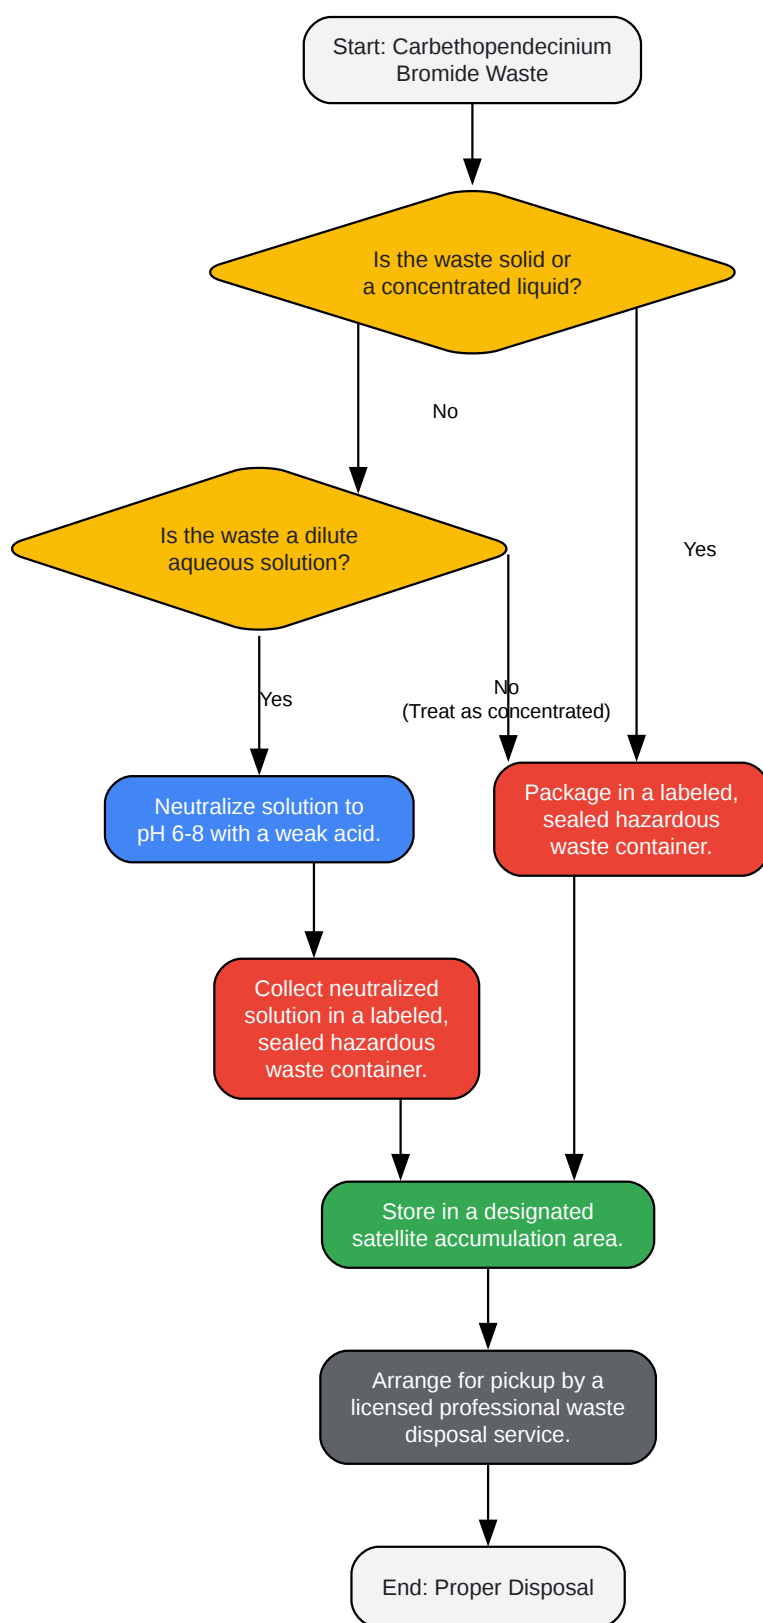 Start: Carbethopendecinium
Bromide Waste
Is the waste solid or
a concentrated liquid?
No
Is the waste a dilute
aqueous solution?
Yes
Yes
No
(Treat as concentrated)
Neutralize solution to
pH 6-8 with a weak acid.
Package in a labeled,
sealed hazardous
waste container.
Collect neutralized
solution in a labeled,
sealed hazardous
waste container.
Store in a designated
satellite accumulation area.
Arrange for pickup by a
licensed professional waste
disposal service.
End: Proper Disposal